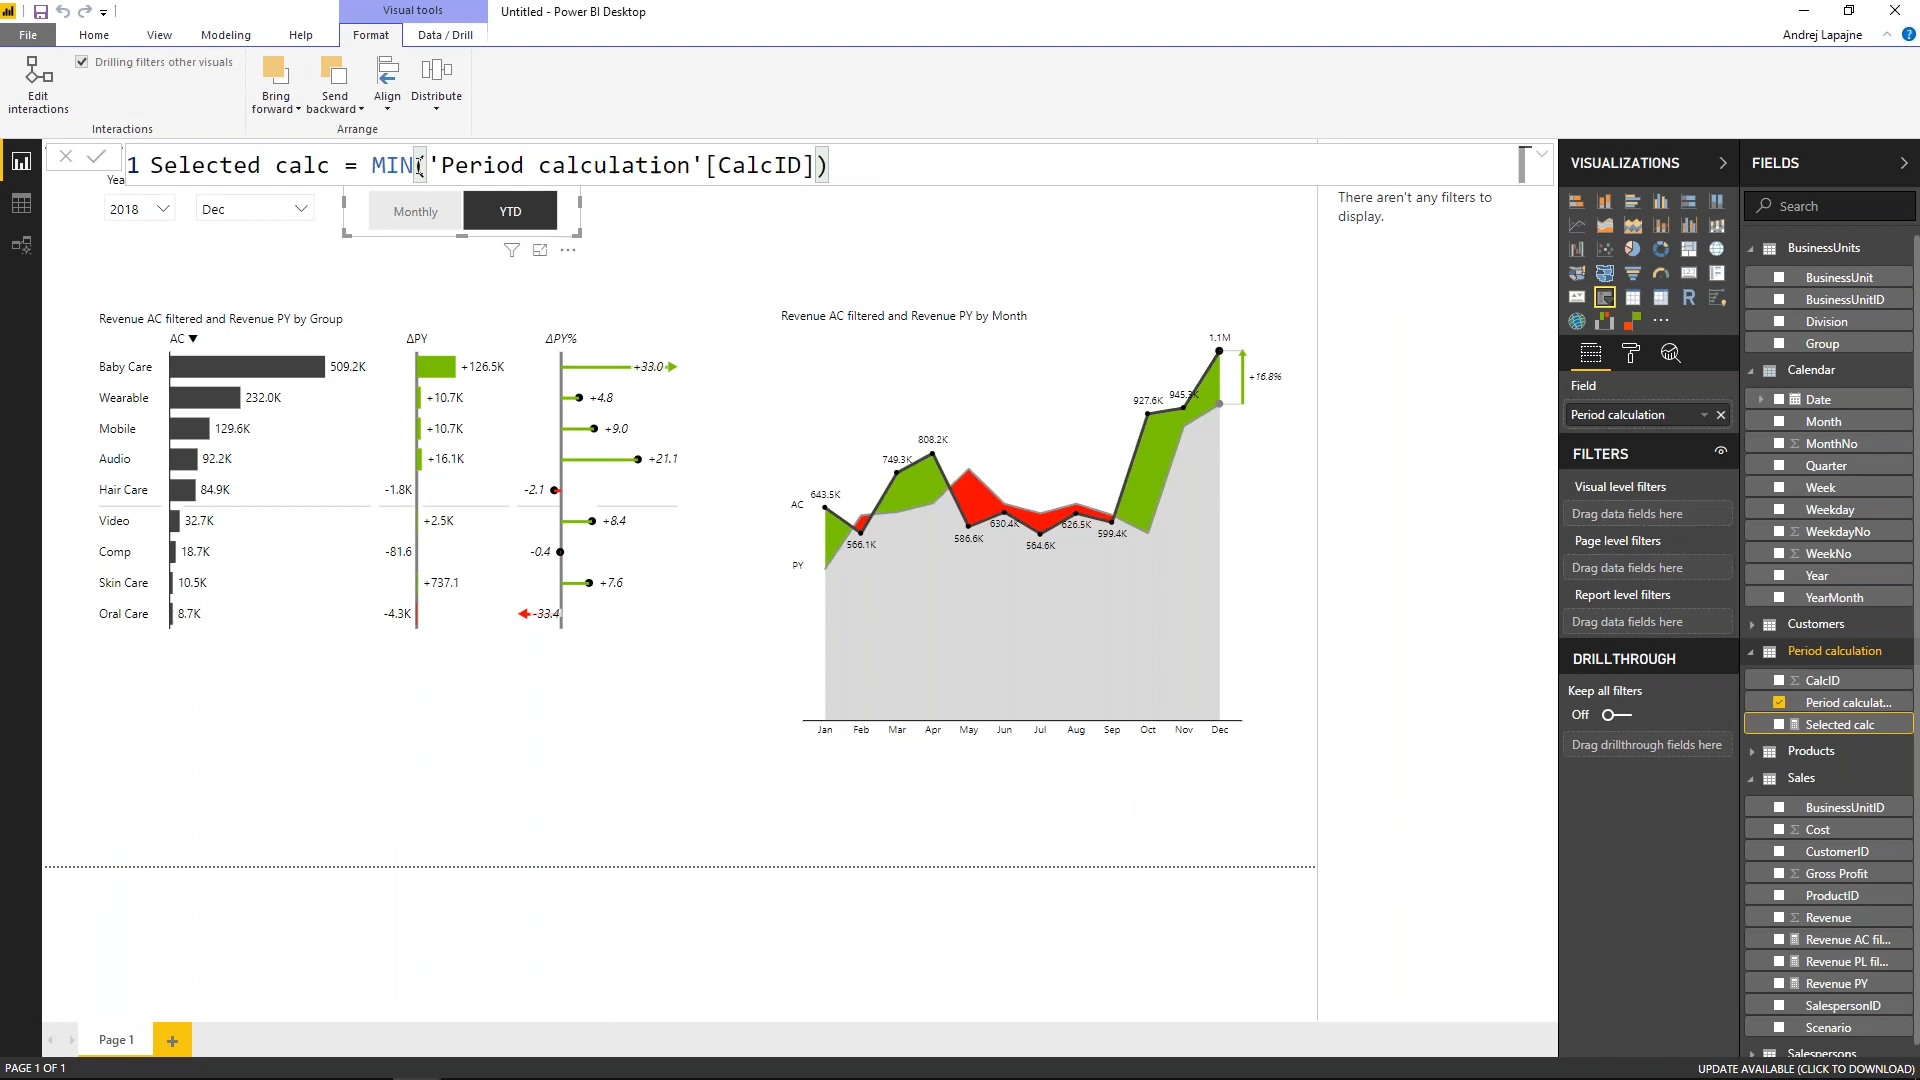 Visual tools
Untitled - Power BI Desktop
File
Home
View
Modeling
Help
Format
Data / Drill
Andrej Lapajne
?
Edit interactions
Drilling filters other visuals
Interactions
Bring forward
Send backward
Align
Distribute
Arrange
1 Selected calc = MIN('Period calculation'[CalcID])
Yea
2018
Dec
Monthly
YTD
There aren't any filters to
display.
Revenue AC filtered and Revenue PY by Group
AC
ΔPY
ΔPY%
Baby Care 509.2K +126.5K +33.0
Wearable 232.0K +10.7K +4.8
Mobile 129.6K +10.7K +9.0
Audio 92.2K +16.1K +21.1
Hair Care 84.9K -1.8K -2.1
Video 32.7K +2.5K +8.4
Comp 18.7K -81.6 -0.4
Skin Care 10.5K +737.1 +7.6
Oral Care 8.7K -4.3K -33.4
Revenue AC filtered and Revenue PY by Month
AC
PY
643.5K
566.1K
749.3K
808.2K
586.6K
630.4K
564.6K
626.5K
599.4K
927.6K
945.3K
1.1M
+16.8%
Jan Feb Mar Apr May Jun Jul Aug Sep Oct Nov Dec
VISUALIZATIONS
R
Field
Period calculation
FILTERS
Visual level filters
Drag data fields here
Page level filters
Drag data fields here
Report level filters
Drag data fields here
DRILLTHROUGH
Keep all filters
Off
Drag drillthrough fields here
FIELDS
Search
BusinessUnits
BusinessUnit
BusinessUnitID
Division
Group
Calendar
Date
Month
MonthNo
Quarter
Week
Weekday
WeekdayNo
WeekNo
Year
YearMonth
Customers
Period calculation
CalcID
Period calculat...
Selected calc
Products
Sales
BusinessUnitID
Cost
CustomerID
Gross Profit
ProductID
Revenue
Revenue AC fil...
Revenue PL fil...
Revenue PY
SalespersonID
Scenario
Salespersons
Page 1
PAGE 1 OF 1
UPDATE AVAILABLE (CLICK TO DOWNLOAD)